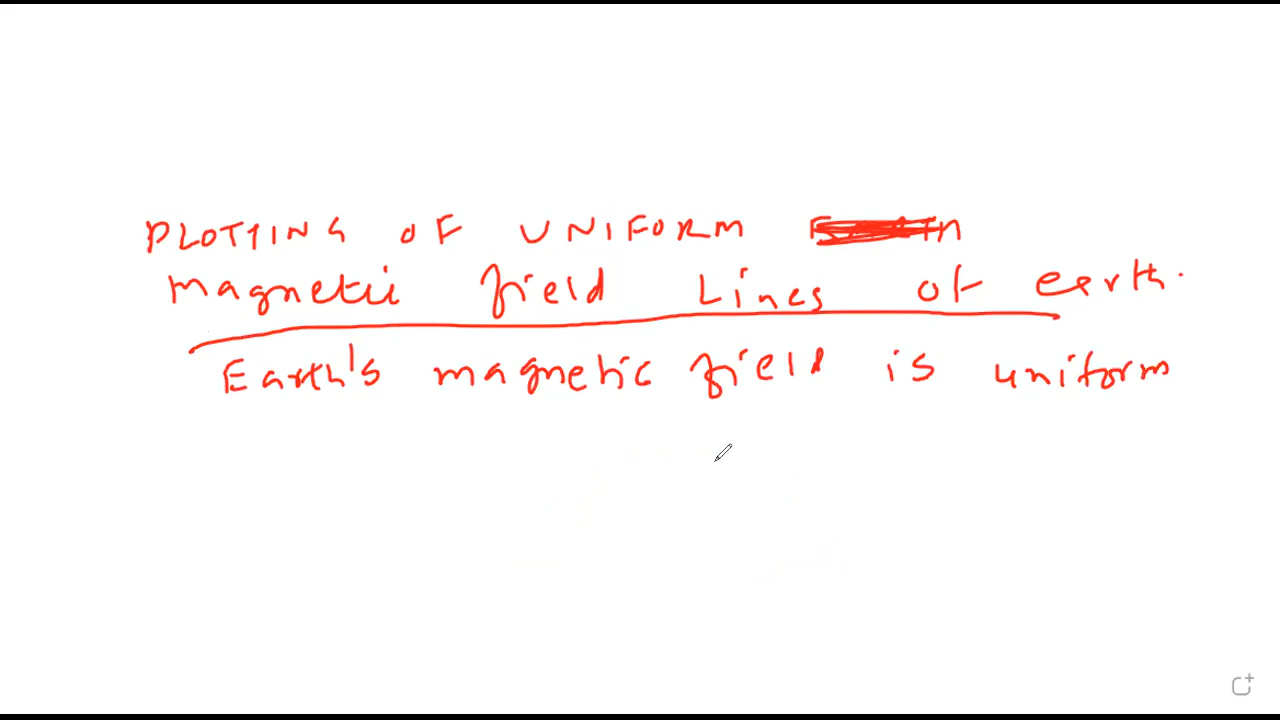 PLOTTING OF UNIFORM
Magnetic field Lines of earth.
Earth's magnetic field is uniform